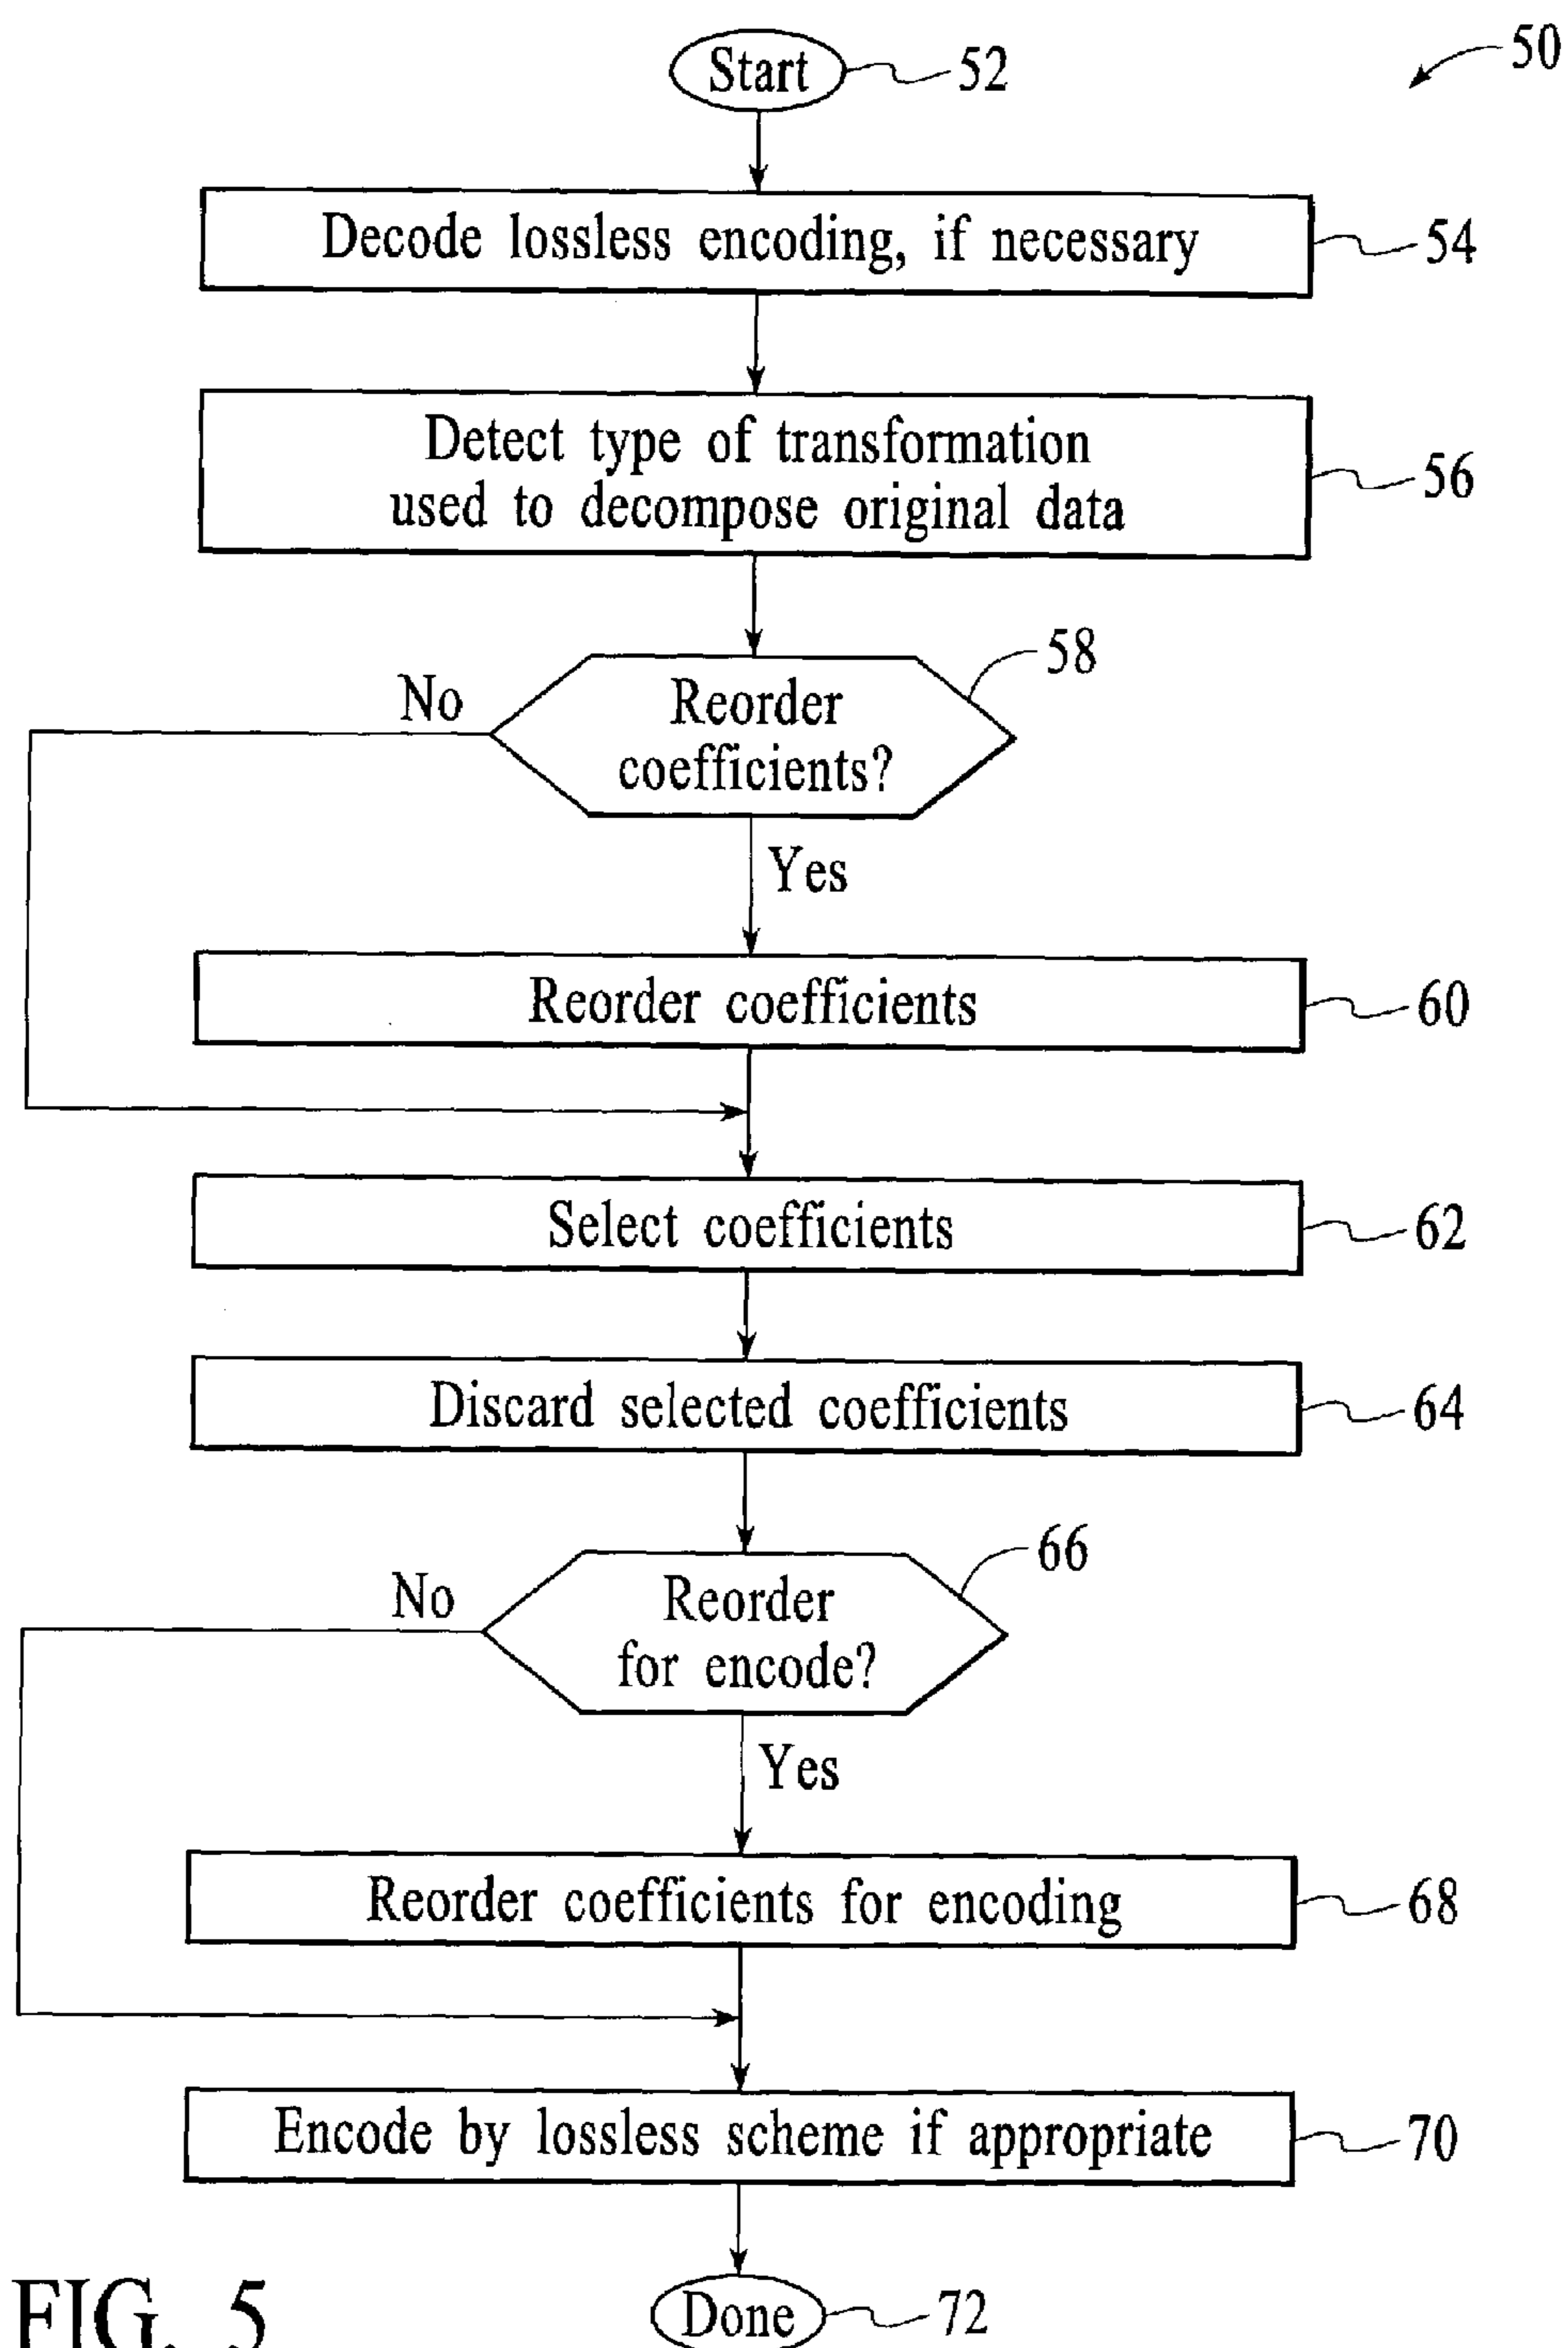 50
Start 52
Decode lossless encoding, if necessary 54
Detect type of transformation
used to decompose original data 56
58
No
Reorder
coefficients?
Yes
Reorder coefficients 60
Select coefficients 62
Discard selected coefficients 64
66
No
Reorder
for encode?
Yes
Reorder coefficients for encoding 68
Encode by lossless scheme if appropriate 70
Done 72
FIG. 5